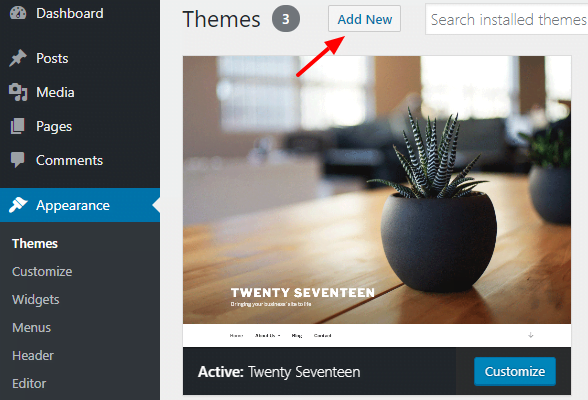 Dashboard
Posts
Media
Pages
Comments
Appearance
Themes
Customize
Widgets
Menus
Header
Editor
Themes 3 Add New Search installed themes
TWENTY SEVENTEEN
Bringing your business' site to life
Home About Us Blog Contact
Active: Twenty Seventeen Customize